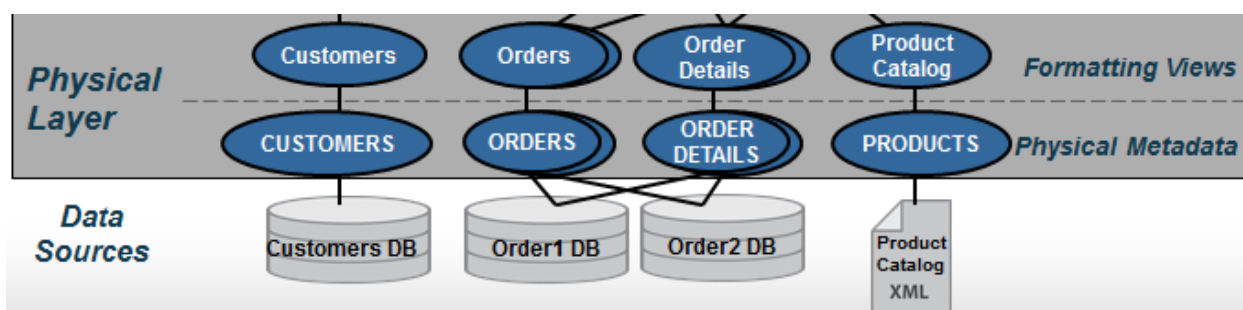 Customers
Orders
Order
Details
Product
Catalog
Formatting Views
Physical
Layer
CUSTOMERS
ORDERS
ORDER
DETAILS
PRODUCTS
Physical Metadata
Data
Sources
Customers DB
Order1 DB
Order2 DB
Product
Catalog
XML